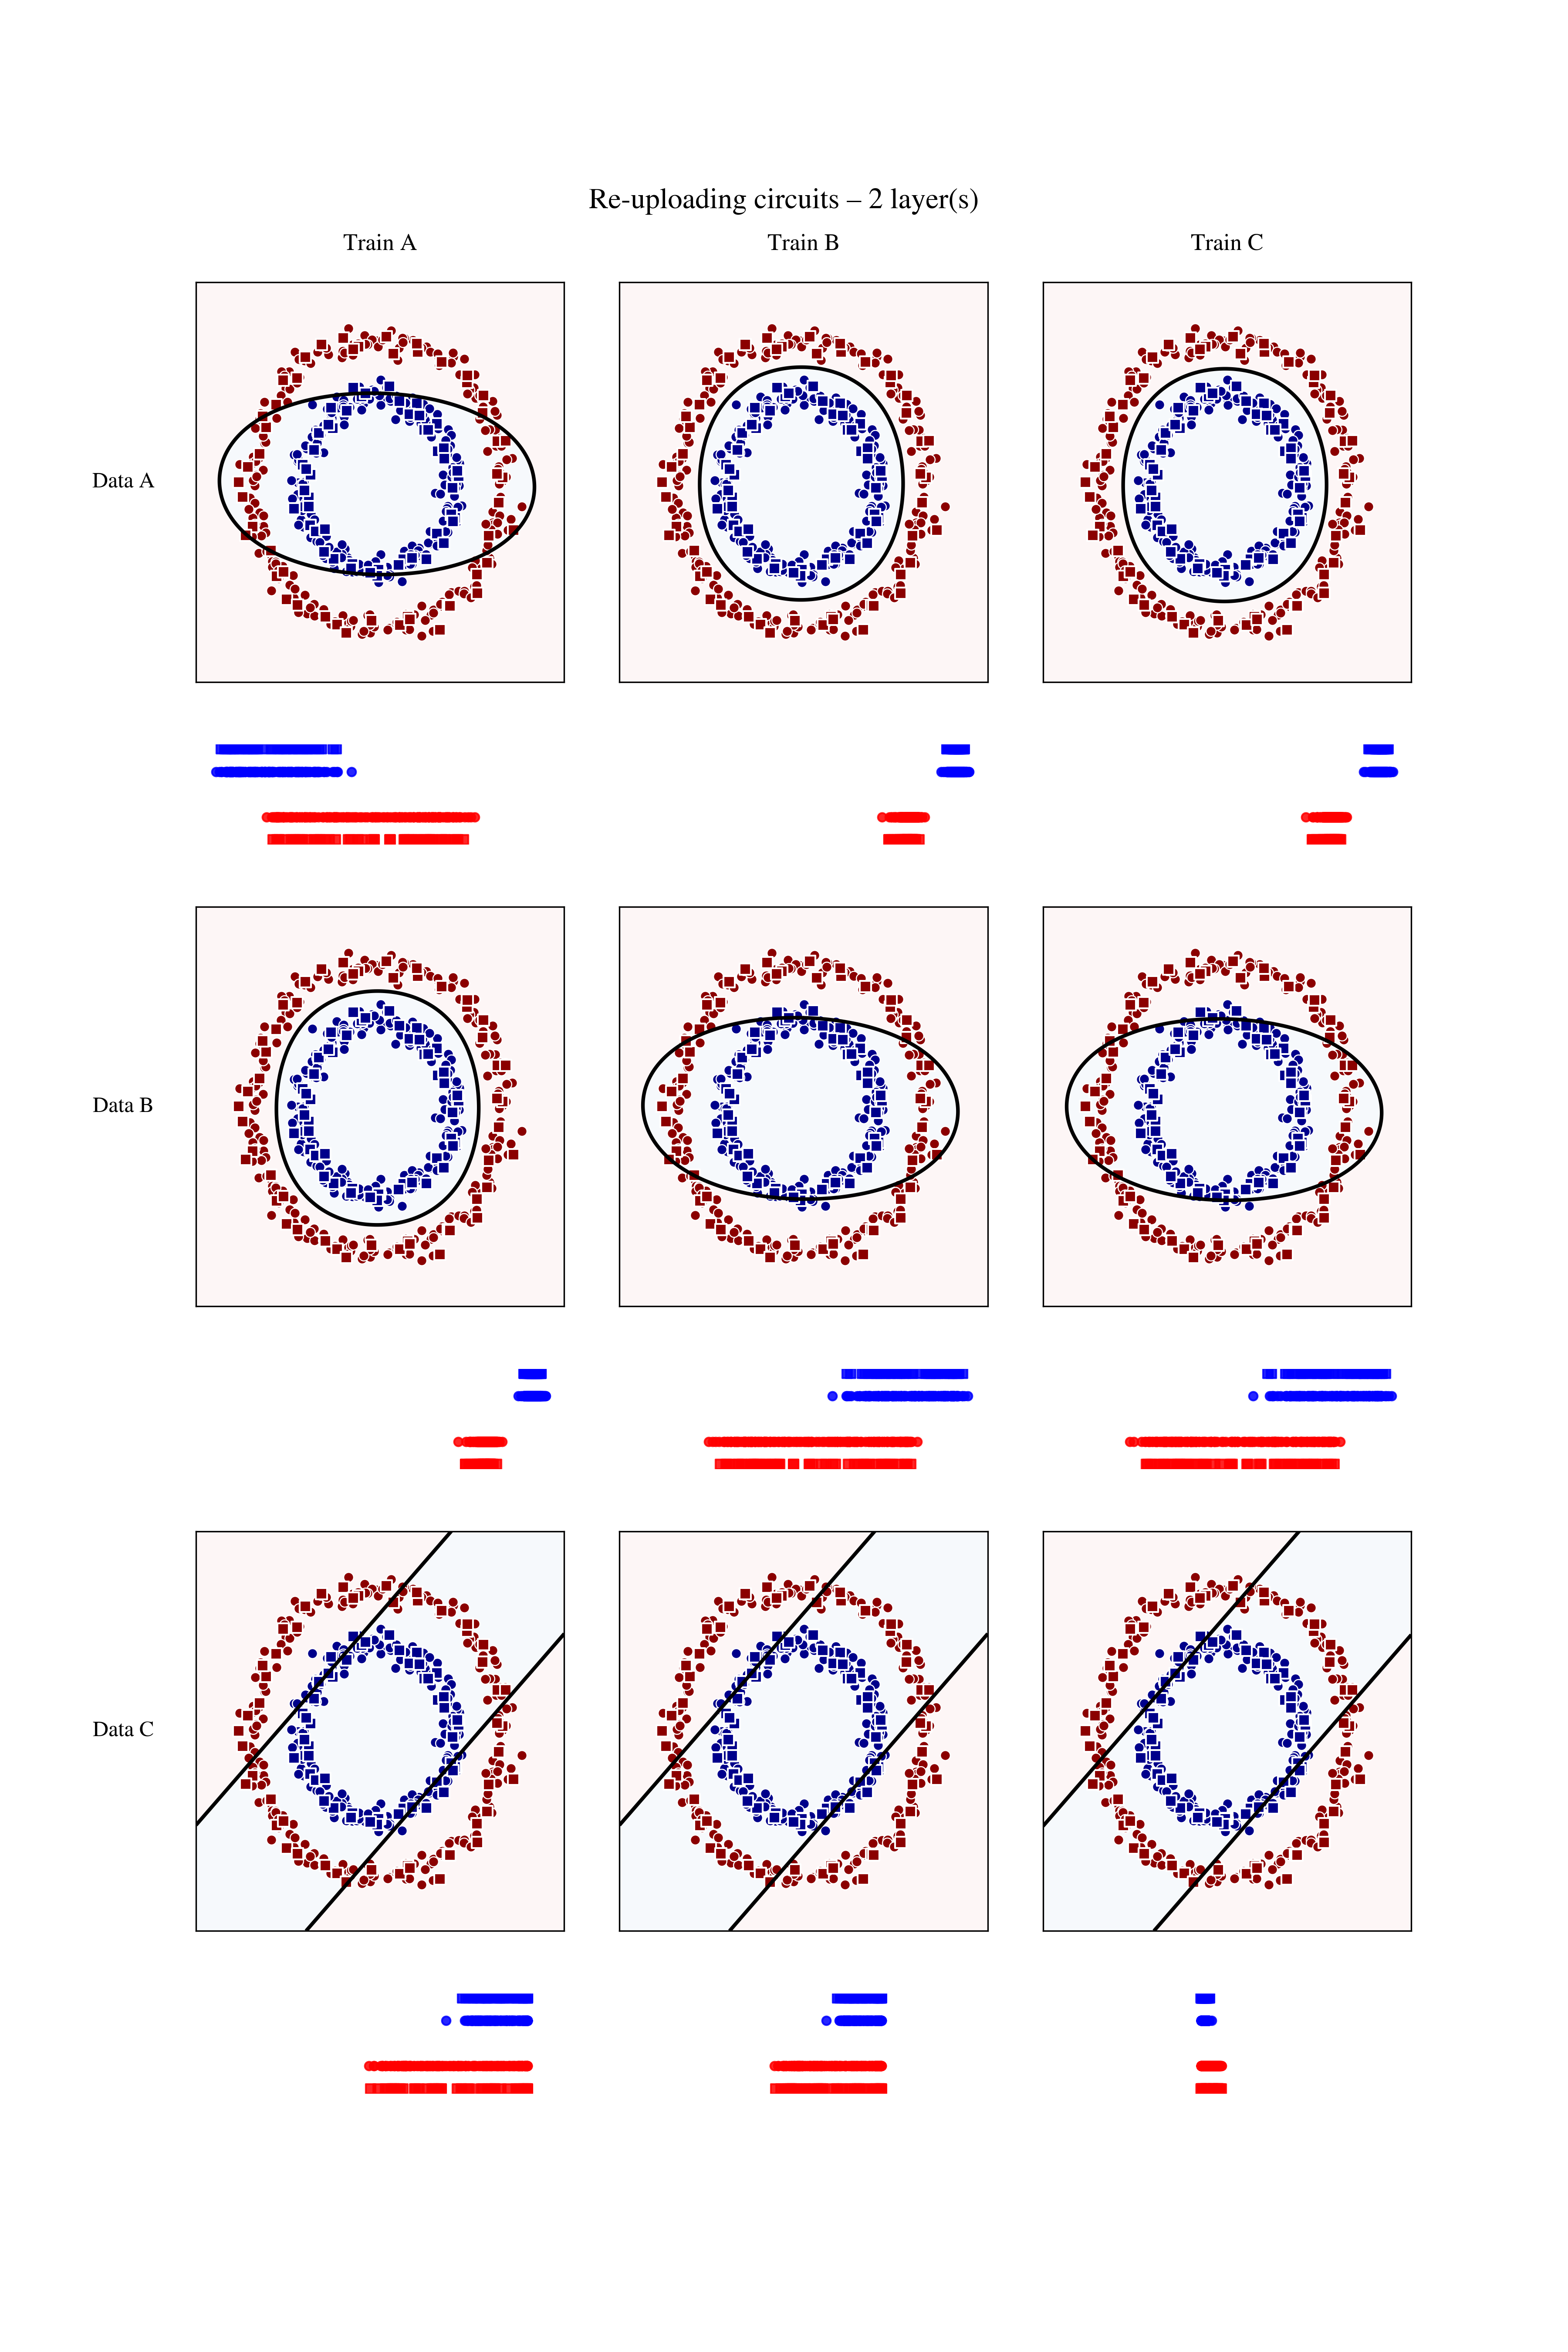 Re-uploading circuits – 2 layer(s)
Train A
Train B
Train C
Data A
Data B
Data C